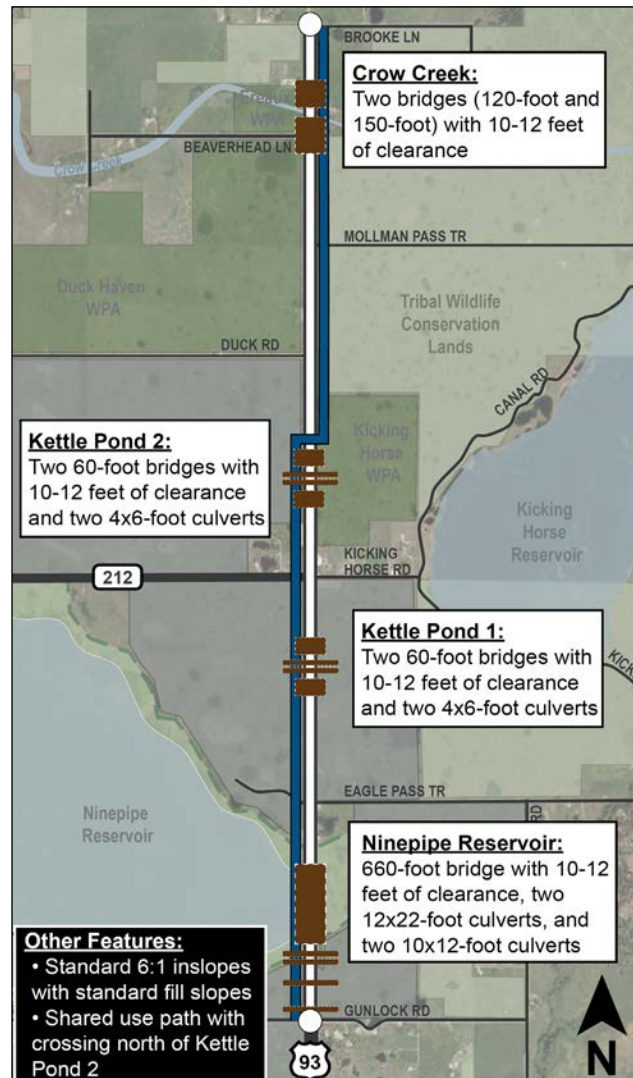 BROOKE LN
Crow Creek:
Two bridges (120-foot and
150-foot) with 10-12 feet
of clearance
Ereaux
WPA
BEAVERHEAD LN
Crow Creek
MOLLMAN PASS TR
Duck Haven
WPA
Tribal Wildlife
Conservation
Lands
DUCK RD
CANAL RD
Kettle Pond 2:
Two 60-foot bridges with
10-12 feet of clearance
and two 4x6-foot culverts
Kicking
Horse
WPA
Kicking
Horse
Reservoir
KICKING
HORSE RD
212
Kettle Pond 1:
Two 60-foot bridges with
10-12 feet of clearance
and two 4x6-foot culverts
KICK
EAGLE PASS TR
RD
Ninepipe
Reservoir
Ninepipe Reservoir:
660-foot bridge with 10-12
feet of clearance, two
12x22-foot culverts, and
two 10x12-foot culverts
Other Features:
• Standard 6:1 inslopes
with standard fill slopes
• Shared use path with
crossing north of Kettle
Pond 2
GUNLOCK RD
93
N